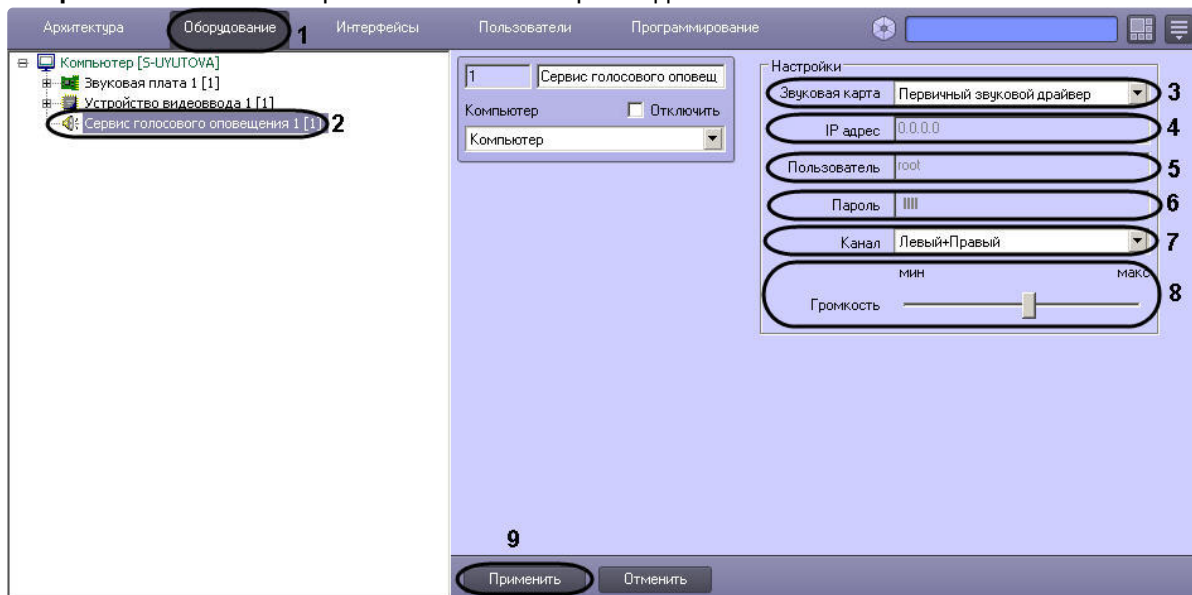 Архитектура Оборудование 1 Интерфейсы Пользователи Программирование
Компьютер [S-UYUTOVA]
Звуковая плата 1 [1]
Устройство видеоввода 1 [1]
Сервис голосового оповещения 1 [1] 2
1 Сервис голосового оповещ
Компьютер Отключить
Компьютер
Настройки
Звуковая карта Первичный звуковой драйвер 3
IP адрес 0.0.0.0 4
Пользователь root 5
Пароль 6
Канал Левый+Правый 7
мин макс
Громкость 8
9
Применить Отменить